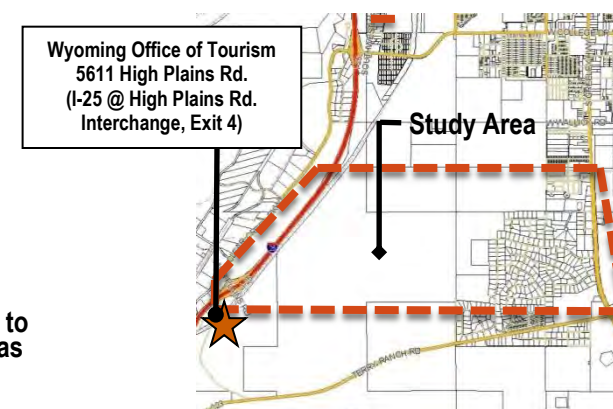 Wyoming Office of Tourism
5611 High Plains Rd.
(I-25 @ High Plains Rd.
Interchange, Exit 4)
Study Area
to
as
TERRY RANCH RD